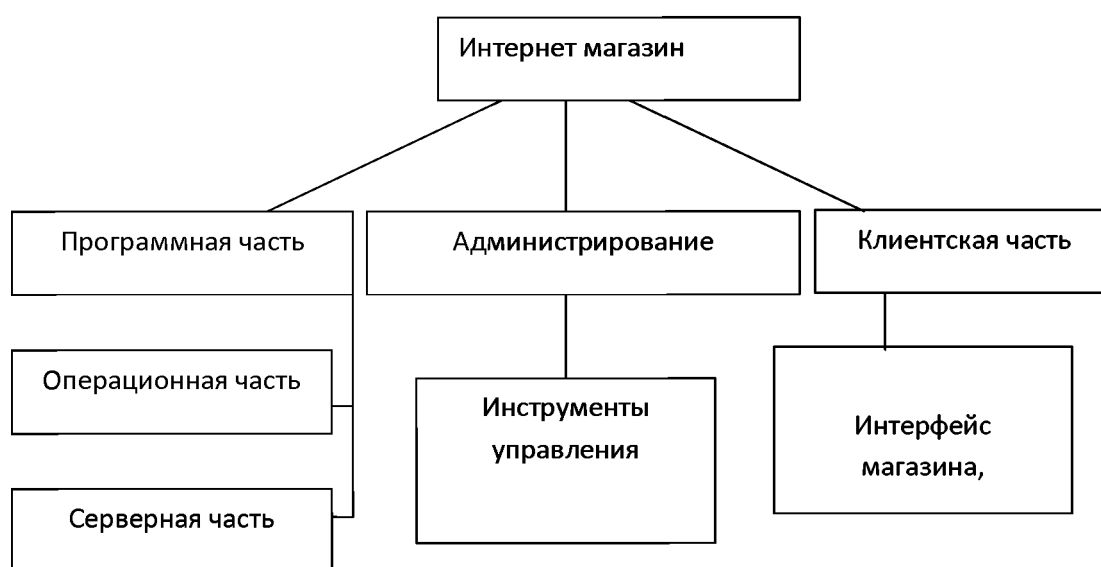 Интернет магазин
Программная часть
Администрирование
Клиентская часть
Операционная часть
Инструменты
управления
Интерфейс
магазина,
Серверная часть